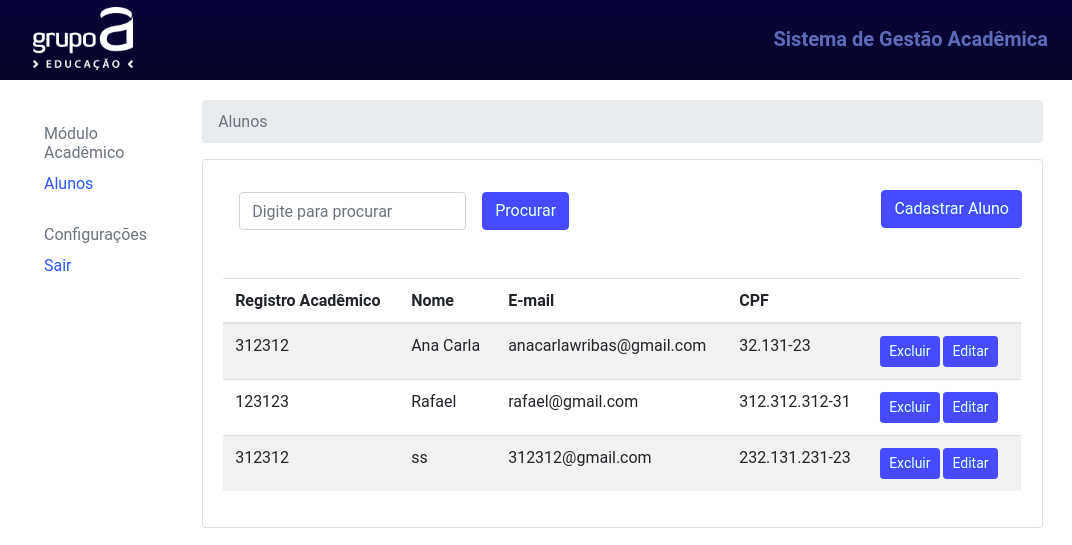 grupo a
EDUCAÇÃO
Sistema de Gestão Acadêmica
Módulo
Acadêmico
Alunos
Configurações
Sair
Alunos
Digite para procurar
Procurar
Cadastrar Aluno
Registro Acadêmico Nome E-mail CPF
312312 Ana Carla anacarlawribas@gmail.com 32.131-23 Excluir Editar
123123 Rafael rafael@gmail.com 312.312.312-31 Excluir Editar
312312 ss 312312@gmail.com 232.131.231-23 Excluir Editar